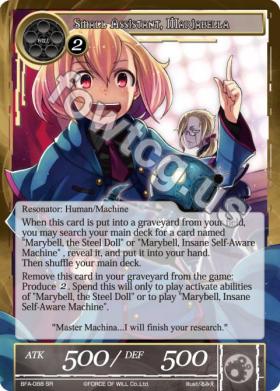 Small Assistant, Madjabella
WILL
2
fowtcg.us
Resonator: Human/Machine
When this card is put into a graveyard from your field,
you may search your main deck for a card named
"Marybell, the Steel Doll" or "Marybell, Insane Self-Aware
Machine" , reveal it, and put it into your hand.
Then shuffle your main deck.
Remove this card in your graveyard from the game:
Produce 2. Spend this only to play activate abilities
of "Marybell, the Steel Doll" or to play "Marybell, Insane
Self-Aware Machine".
"Master Machina...I will finish your research."
ATK 500/ DEF 500
BFA-088 SR ©FORCE OF WILL Co.,Ltd.